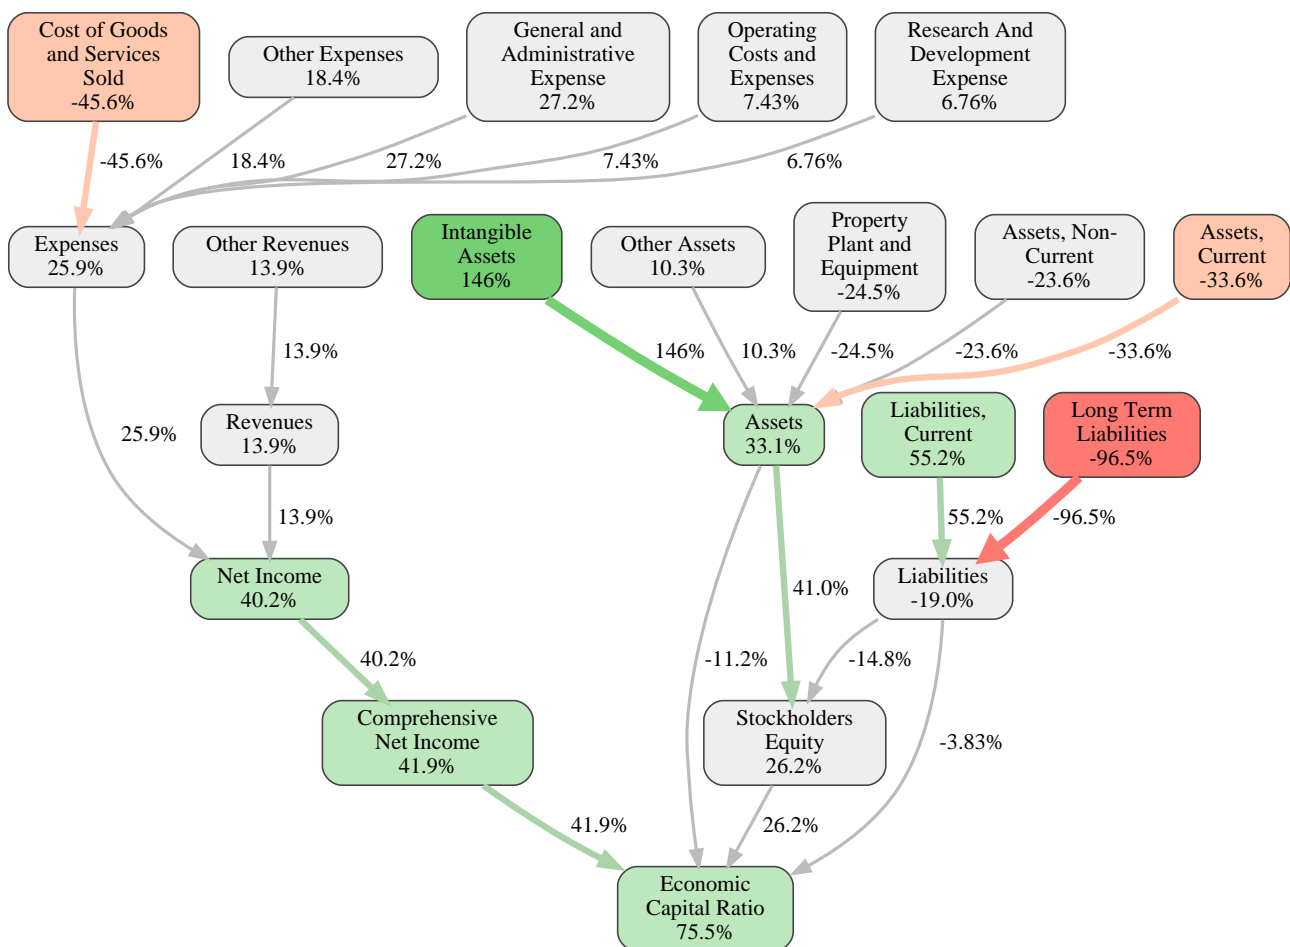 Cost of Goods
and Services
Sold
-45.6%
Other Expenses
18.4%
General and
Administrative
Expense
27.2%
Operating
Costs and
Expenses
7.43%
Research And
Development
Expense
6.76%
-45.6%
18.4%
27.2%
7.43%
6.76%
Expenses
25.9%
Other Revenues
13.9%
Intangible
Assets
146%
Other Assets
10.3%
Property
Plant and
Equipment
-24.5%
Assets, Non-
Current
-23.6%
Assets,
Current
-33.6%
13.9%
146%
10.3%
-24.5%
-23.6%
-33.6%
25.9%
Revenues
13.9%
Assets
33.1%
Liabilities,
Current
55.2%
Long Term
Liabilities
-96.5%
13.9%
55.2%
-96.5%
Net Income
40.2%
41.0%
Liabilities
-19.0%
40.2%
-11.2%
-14.8%
Comprehensive
Net Income
41.9%
Stockholders
Equity
26.2%
-3.83%
41.9%
26.2%
Economic
Capital Ratio
75.5%